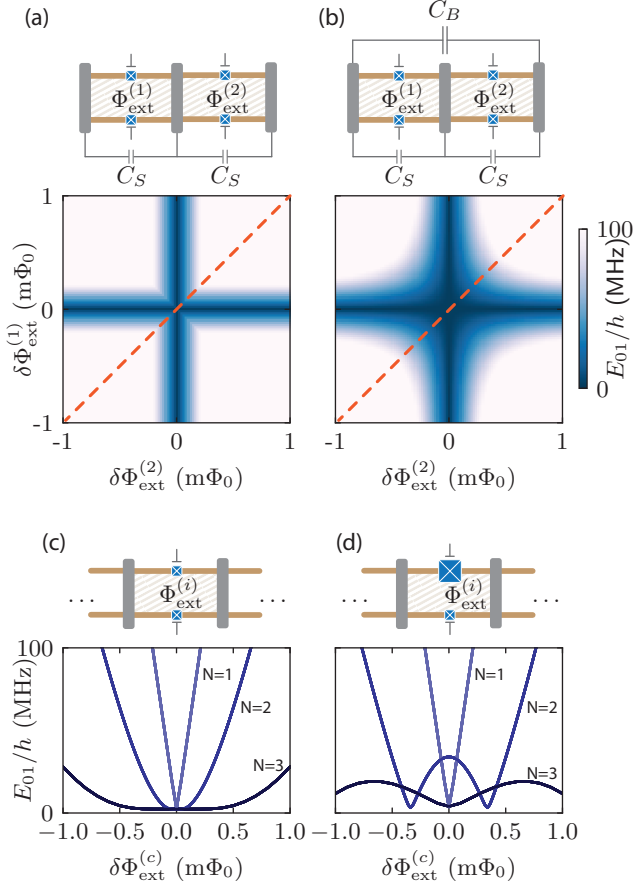 (a)
Φ_ext^(1) Φ_ext^(2)
C_S C_S
(b)
C_B
Φ_ext^(1) Φ_ext^(2)
C_S C_S
δΦ_ext^(1) (mΦ_0)
1
0
-1
-1 0 1
δΦ_ext^(2) (mΦ_0)
-1 0 1
δΦ_ext^(2) (mΦ_0)
100
0
E_01/h (MHz)
(c)
... Φ_ext^(i) ...
E_01/h (MHz)
100
0
N=1
N=2
N=3
-1.0 -0.5 0.0 0.5 1.0
δΦ_ext^(c) (mΦ_0)
(d)
... Φ_ext^(i) ...
N=1
N=2
N=3
-1.0 -0.5 0.0 0.5 1.0
δΦ_ext^(c) (mΦ_0)